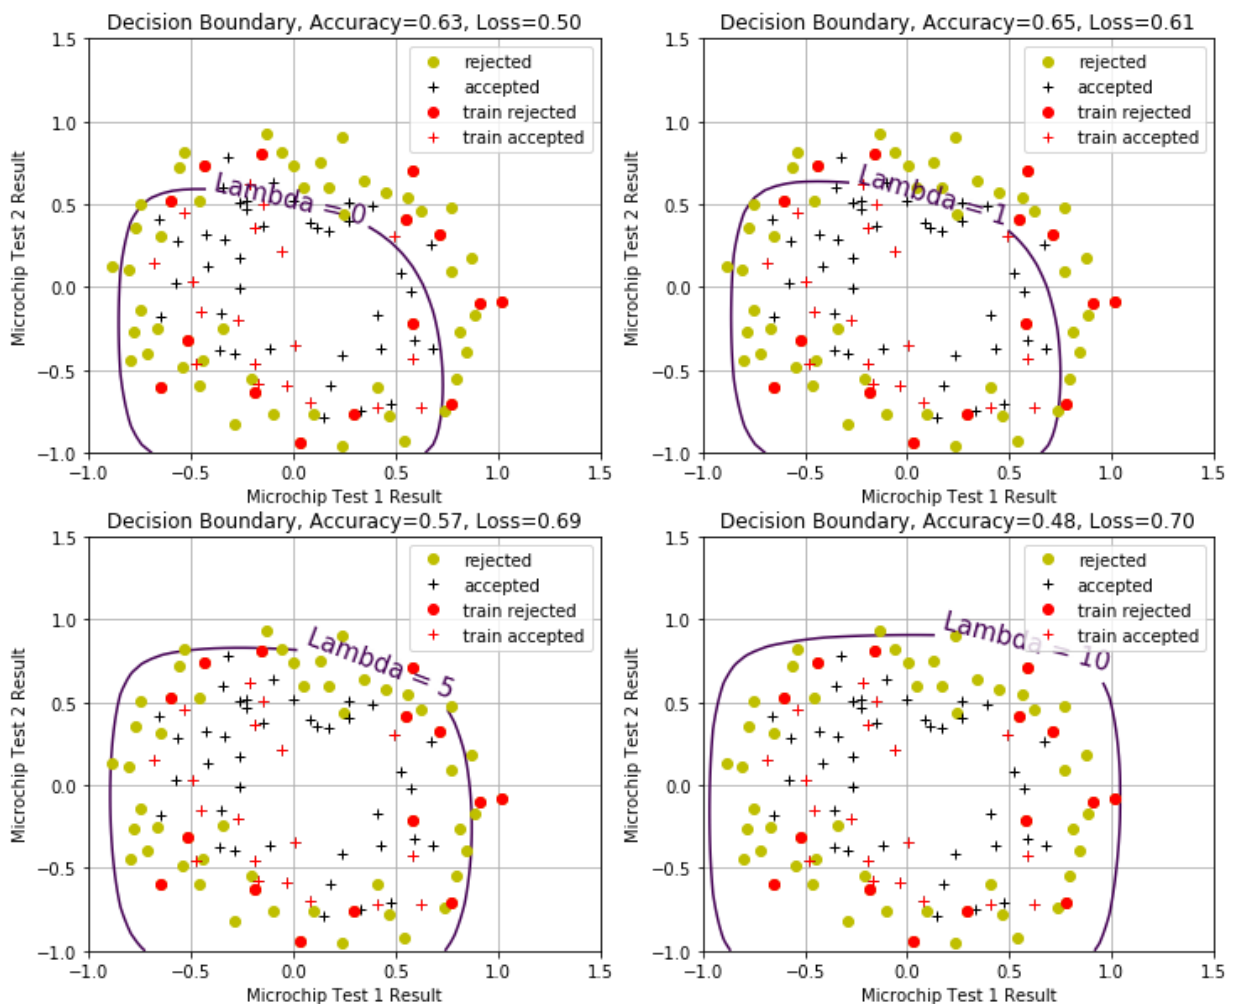 Decision Boundary, Accuracy=0.63, Loss=0.50
1.5
1.0
0.5
0.0
−0.5
−1.0
Microchip Test 2 Result
rejected
accepted
train rejected
train accepted
Lambda = 0
−1.0 −0.5 0.0 0.5 1.0 1.5
Microchip Test 1 Result
Decision Boundary, Accuracy=0.65, Loss=0.61
1.5
1.0
0.5
0.0
−0.5
−1.0
Microchip Test 2 Result
rejected
accepted
train rejected
train accepted
Lambda = 1
−1.0 −0.5 0.0 0.5 1.0 1.5
Microchip Test 1 Result
Decision Boundary, Accuracy=0.57, Loss=0.69
1.5
1.0
0.5
0.0
−0.5
−1.0
Microchip Test 2 Result
rejected
accepted
train rejected
train accepted
Lambda = 5
−1.0 −0.5 0.0 0.5 1.0 1.5
Microchip Test 1 Result
Decision Boundary, Accuracy=0.48, Loss=0.70
1.5
1.0
0.5
0.0
−0.5
−1.0
Microchip Test 2 Result
rejected
accepted
train rejected
train accepted
Lambda = 10
−1.0 −0.5 0.0 0.5 1.0 1.5
Microchip Test 1 Result